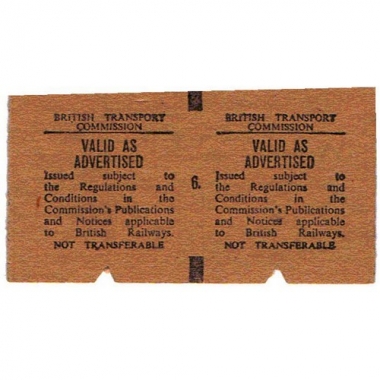 BRITISH TRANSPORT
COMMISSION
VALID AS
ADVERTISED
Issued subject to
the Regulations and
Conditions in the
Commission's Publications
and Notices applicable
to British Railways.
NOT TRANSFERABLE
6.
BRITISH TRANSPORT
COMMISSION
VALID AS
ADVERTISED
Issued subject to
the Regulations and
Conditions in the
Commission's Publications
and Notices applicable
to British Railways.
NOT TRANSFERABLE